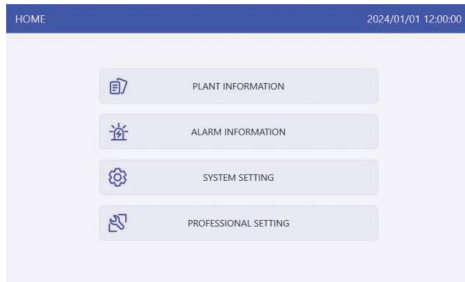 HOME
2024/01/01 12:00:00
PLANT INFORMATION
ALARM INFORMATION
SYSTEM SETTING
PROFESSIONAL SETTING